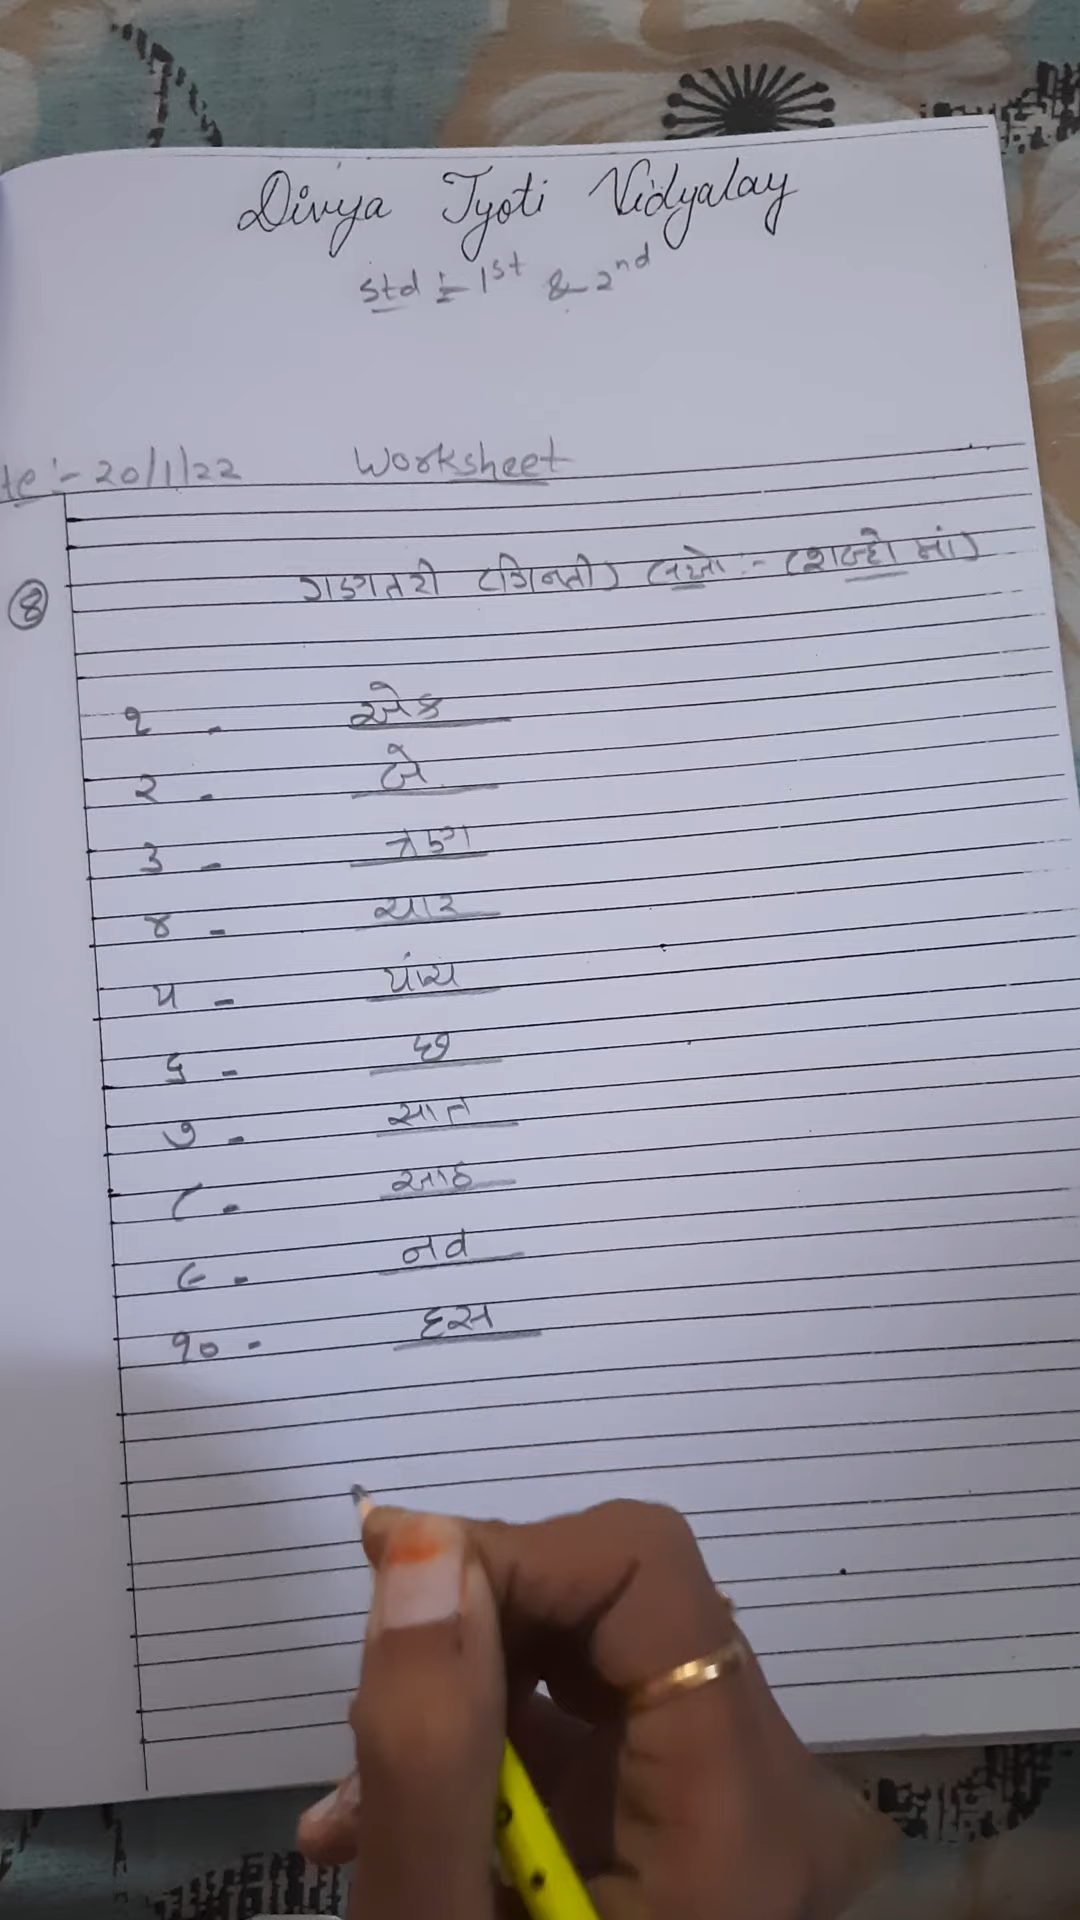 Divya Jyoti Vidyalay
std :- 1st & 2nd
te :- 20/1/22 Worksheet
૪ ગણતરી (ગિનતી) લખો :- (શબ્દો માં)
૧ - એક
૨ - બે
૩ - ત્રણ
૪ - ચાર
૫ - પાંચ
૬ - છ
૭ - સાત
૮ - આઠ
૯ - નવ
૧૦ - દસ